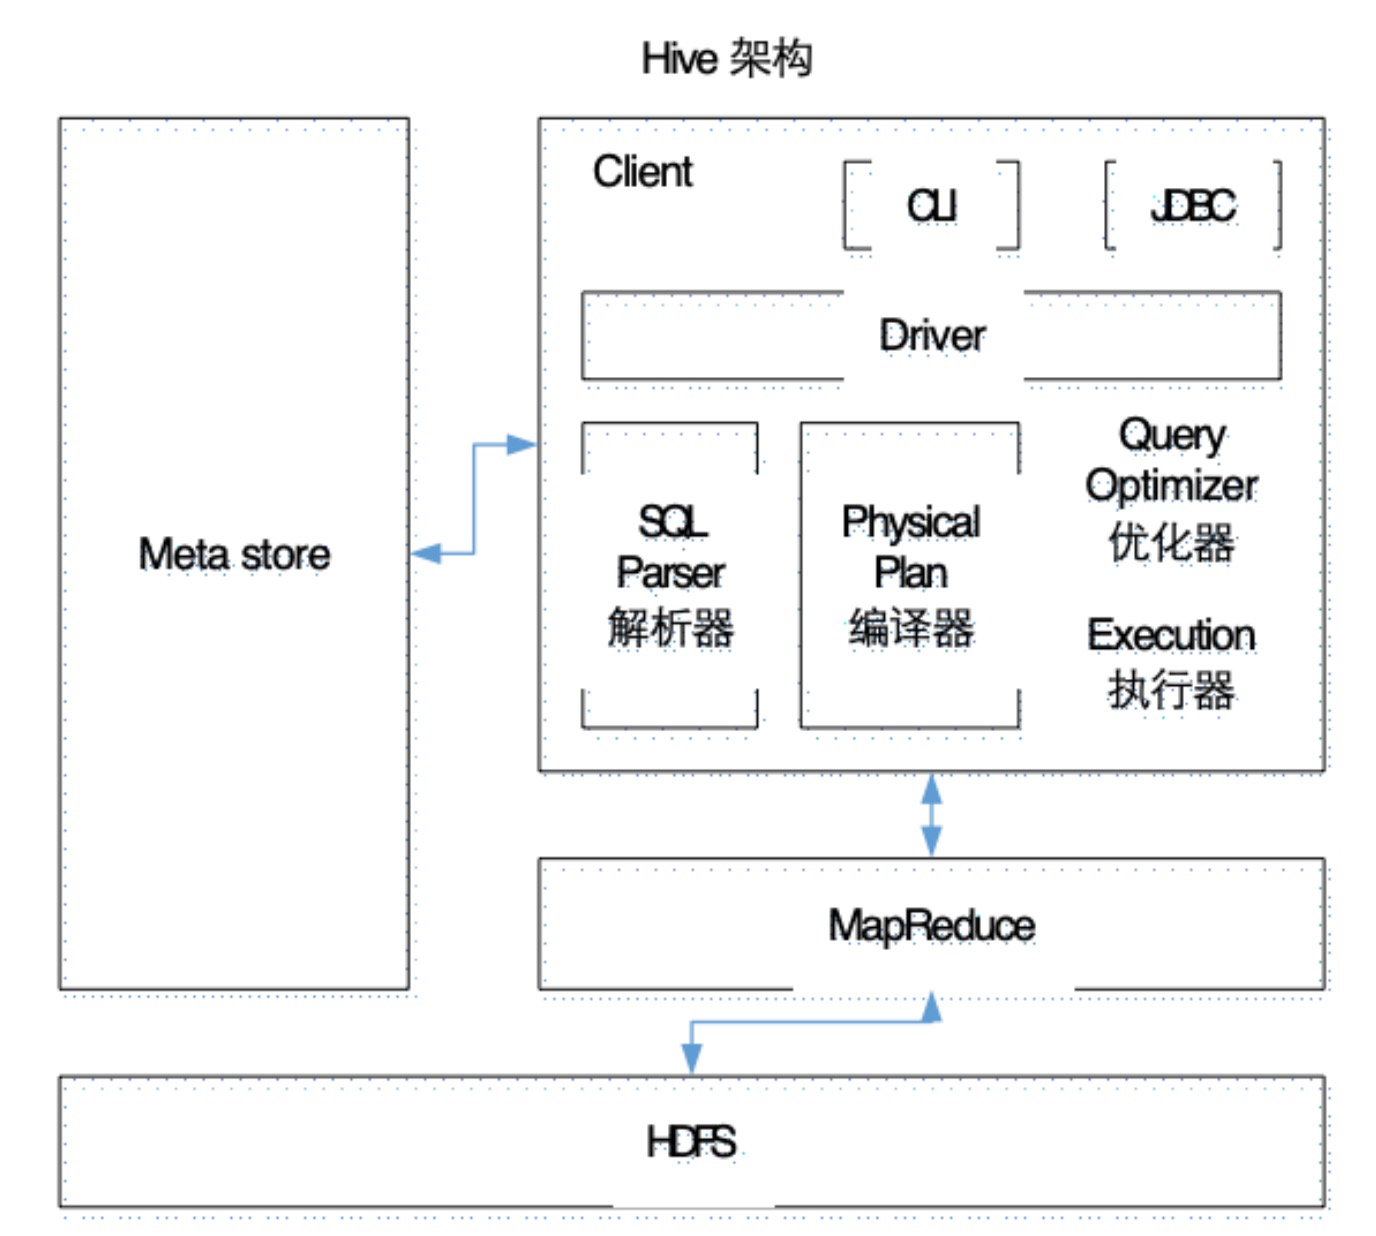 Hive 架构
Client
CLI
JDBC
Driver
Meta store
SQL
Parser
解析器
Physical
Plan
编译器
Query
Optimizer
优化器
Execution
执行器
MapReduce
HDFS